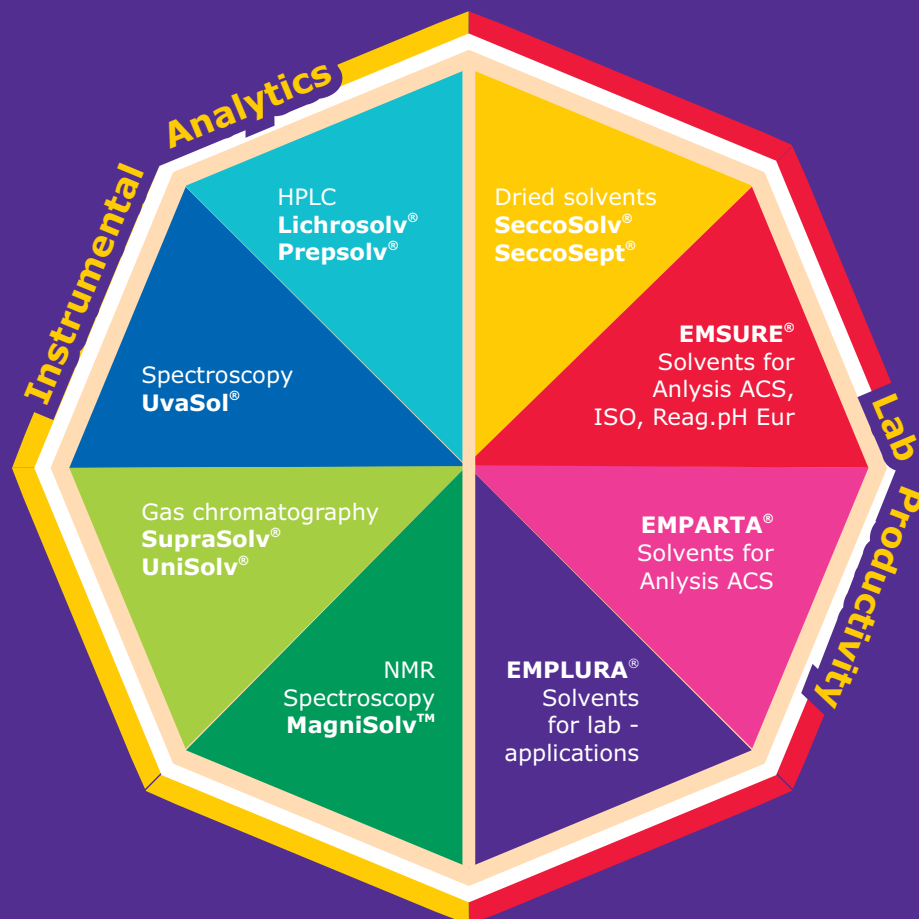 Instrumental Analytics
HPLC
Lichrosolv®
Prepsolv®
Dried solvents
SeccoSolv®
SeccoSept®
Spectroscopy
UvaSol®
EMSURE®
Solvents for
Anlysis ACS,
ISO, Reag.pH Eur
Lab Productivity
Gas chromatography
SupraSolv®
UniSolv®
EMPARTA®
Solvents for
Anlysis ACS
NMR
Spectroscopy
MagniSolv™
EMPLURA®
Solvents
for lab -
applications